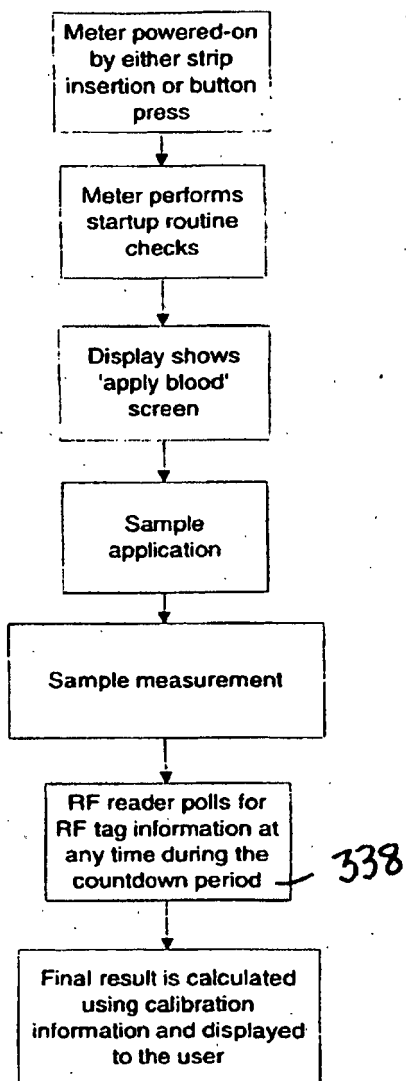 Meter powered-on
by either strip
insertion or button
press
Meter performs
startup routine
checks
Display shows
'apply blood'
screen
Sample
application
Sample measurement
RF reader polls for
RF tag information at
any time during the
countdown period
338
Final result is calculated
using calibration
information and displayed
to the user